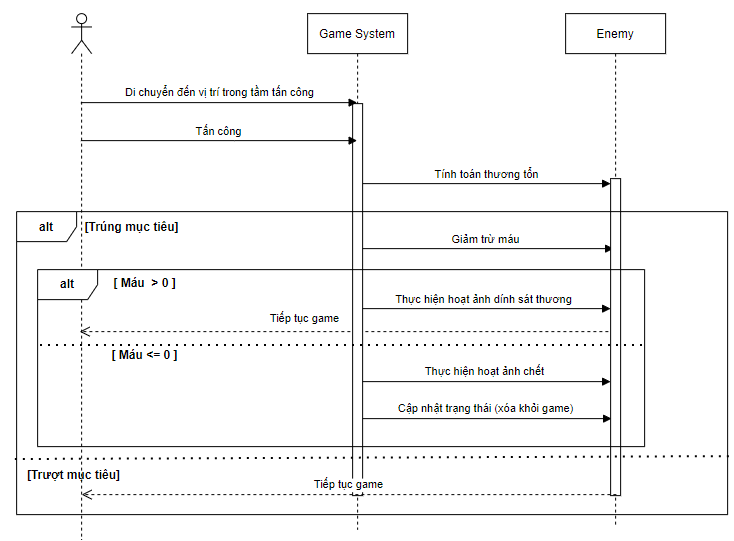 Game System
Enemy
Di chuyển đến vị trí trong tầm tấn công
Tấn công
Tính toán thương tổn
alt
[Trúng mục tiêu]
Giảm trừ máu
alt
[ Máu > 0 ]
Thực hiện hoạt ảnh dính sát thương
Tiếp tục game
[ Máu <= 0 ]
Thực hiện hoạt ảnh chết
Cập nhật trạng thái (xóa khỏi game)
[Trượt mục tiêu]
Tiếp tục game